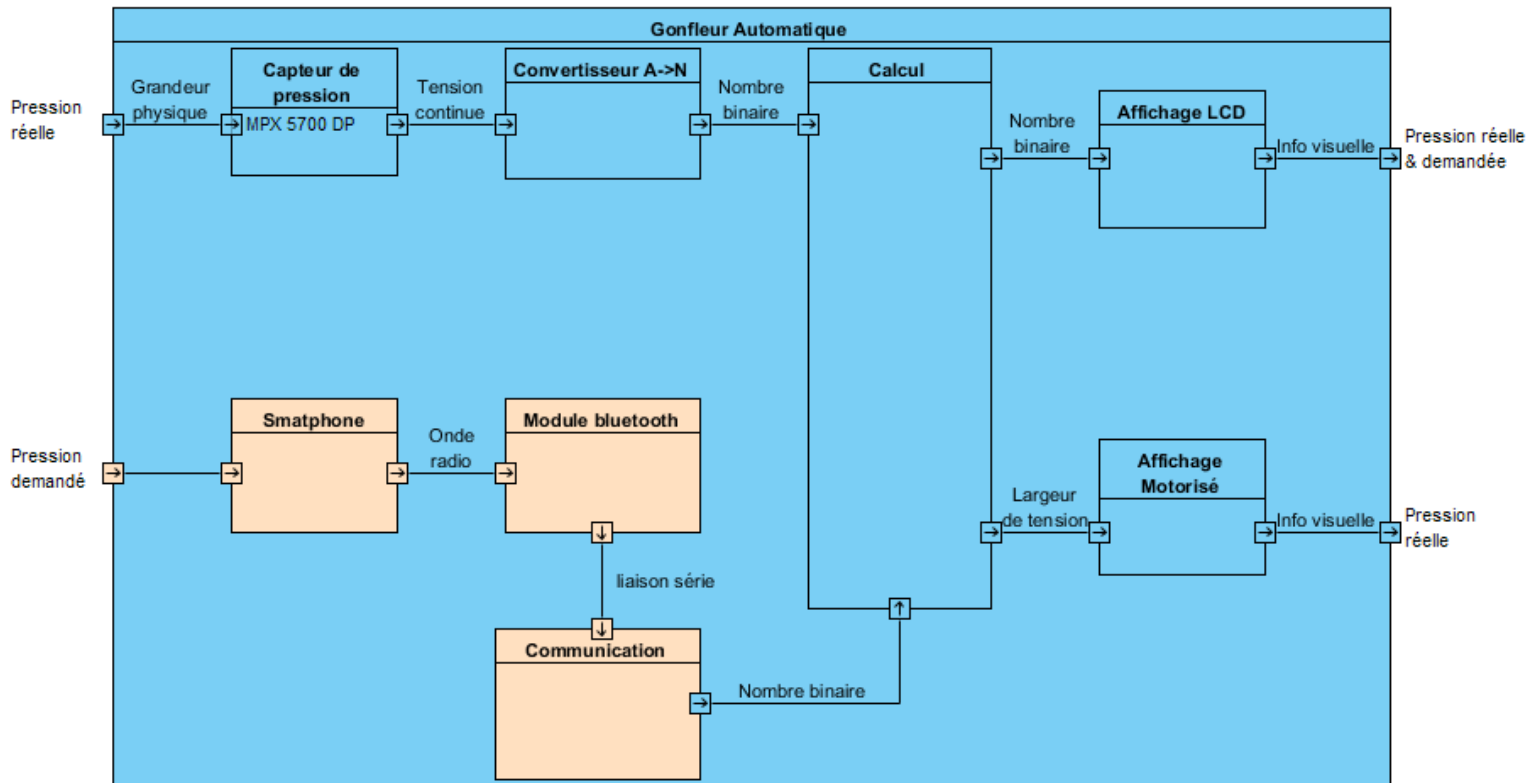 Gonfleur Automatique
Pression
réelle
Grandeur
physique
Capteur de
pression
MPX 5700 DP
Tension
continue
Convertisseur A->N
Nombre
binaire
Calcul
Nombre
binaire
Affichage LCD
Info visuelle
Pression réelle
& demandée
Pression
demandé
Smatphone
Onde
radio
Module bluetooth
liaison série
Communication
Nombre binaire
Largeur
de tension
Affichage
Motorisé
Info visuelle
Pression
réelle